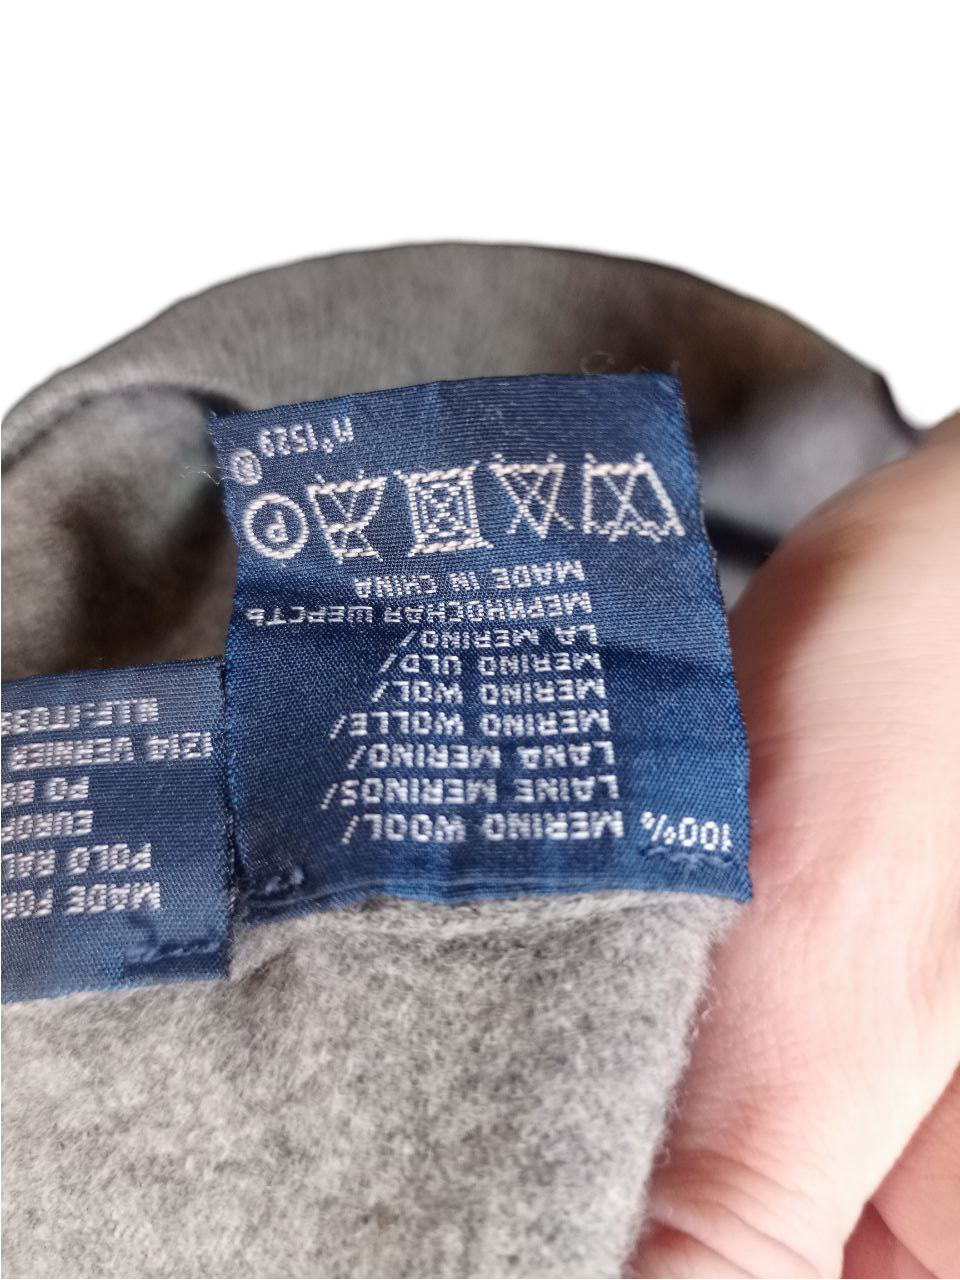 100%
MERINO WOOL/
LAINE MERINOS/
LANA MERINO/
MERINO WOLLE/
MERINO WOL/
MERINO ULD/
LA MERINO/
МЕРИНОСНАЯ ШЕРСТЬ
MADE IN CHINA
P
®
n°1523
MADE FOR
POLO RAL
EUROP
PO B
1214 VERNIER